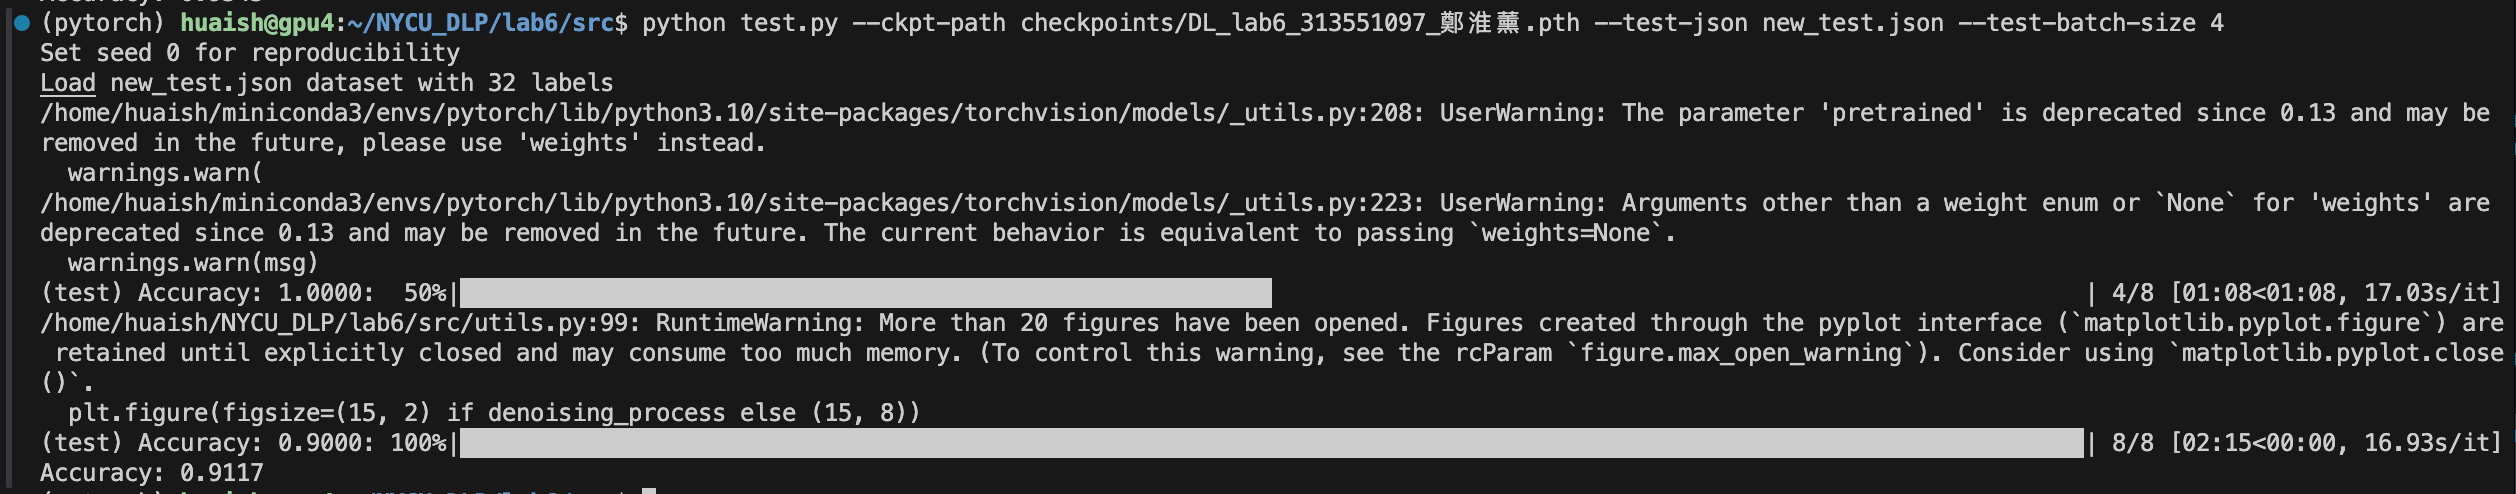 (pytorch) huaish@gpu4:~/NYCU_DLP/lab6/src$ python test.py --ckpt-path checkpoints/DL_lab6_313551097_鄭淮薰.pth --test-json new_test.json --test-batch-size 4
Set seed 0 for reproducibility
Load new_test.json dataset with 32 labels
/home/huaish/miniconda3/envs/pytorch/lib/python3.10/site-packages/torchvision/models/_utils.py:208: UserWarning: The parameter 'pretrained' is deprecated since 0.13 and may be
removed in the future, please use 'weights' instead.
  warnings.warn(
/home/huaish/miniconda3/envs/pytorch/lib/python3.10/site-packages/torchvision/models/_utils.py:223: UserWarning: Arguments other than a weight enum or `None` for 'weights' are
deprecated since 0.13 and may be removed in the future. The current behavior is equivalent to passing `weights=None`.
  warnings.warn(msg)
(test) Accuracy: 1.0000:  50%| | 4/8 [01:08<01:08, 17.03s/it]
/home/huaish/NYCU_DLP/lab6/src/utils.py:99: RuntimeWarning: More than 20 figures have been opened. Figures created through the pyplot interface (`matplotlib.pyplot.figure`) are
 retained until explicitly closed and may consume too much memory. (To control this warning, see the rcParam `figure.max_open_warning`). Consider using `matplotlib.pyplot.close
()`.
  plt.figure(figsize=(15, 2) if denoising_process else (15, 8))
(test) Accuracy: 0.9000: 100%| | 8/8 [02:15<00:00, 16.93s/it]
Accuracy: 0.9117